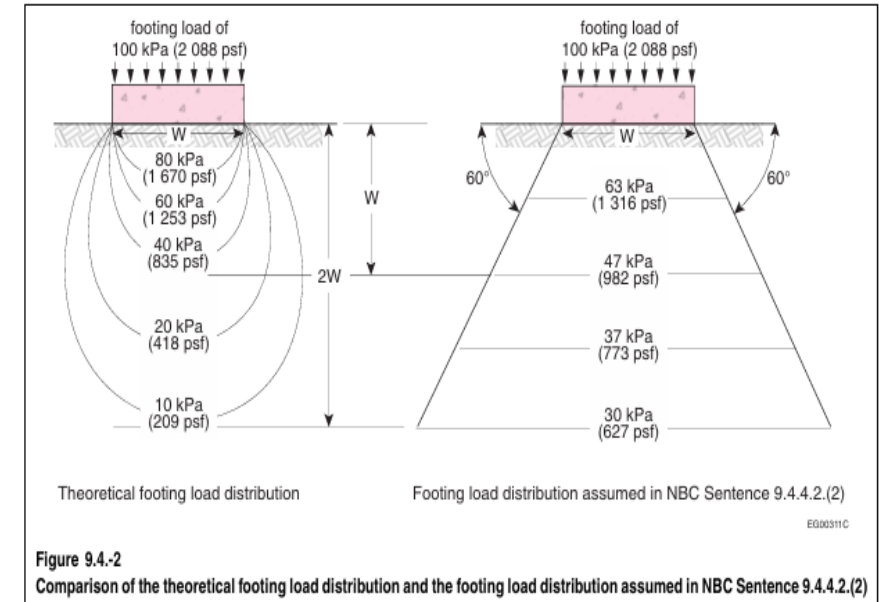 footing load of
100 kPa (2 088 psf)
W
80 kPa
(1 670 psf)
60 kPa
(1 253 psf)
40 kPa
(835 psf)
20 kPa
(418 psf)
10 kPa
(209 psf)
W
2W
footing load of
100 kPa (2 088 psf)
W
60°
60°
63 kPa
(1 316 psf)
47 kPa
(982 psf)
37 kPa
(773 psf)
30 kPa
(627 psf)
Theoretical footing load distribution
Footing load distribution assumed in NBC Sentence 9.4.4.2.(2)
EG00311C
Figure 9.4.-2
Comparison of the theoretical footing load distribution and the footing load distribution assumed in NBC Sentence 9.4.4.2.(2)